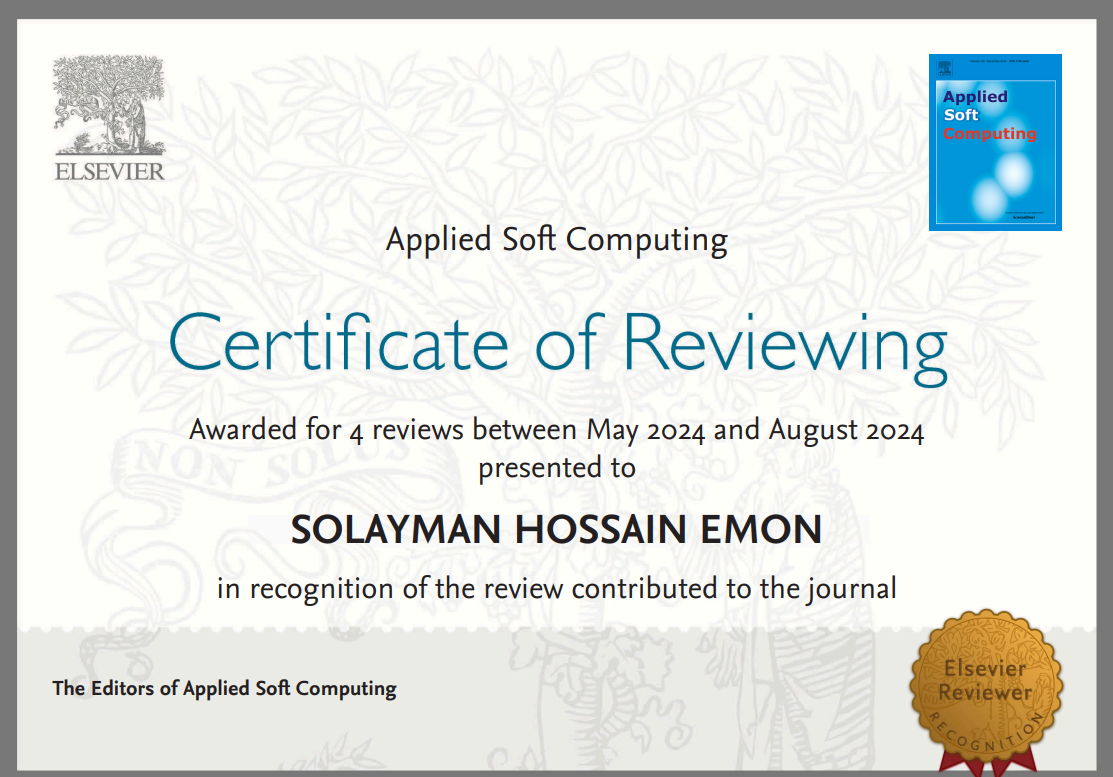 ELSEVIER
Applied
Soft
Computing
Applied Soft Computing
Certificate of Reviewing
Awarded for 4 reviews between May 2024 and August 2024
presented to
SOLAYMAN HOSSAIN EMON
in recognition of the review contributed to the journal
NON SOLUS
The Editors of Applied Soft Computing
Elsevier
Reviewer
RECOGNITION